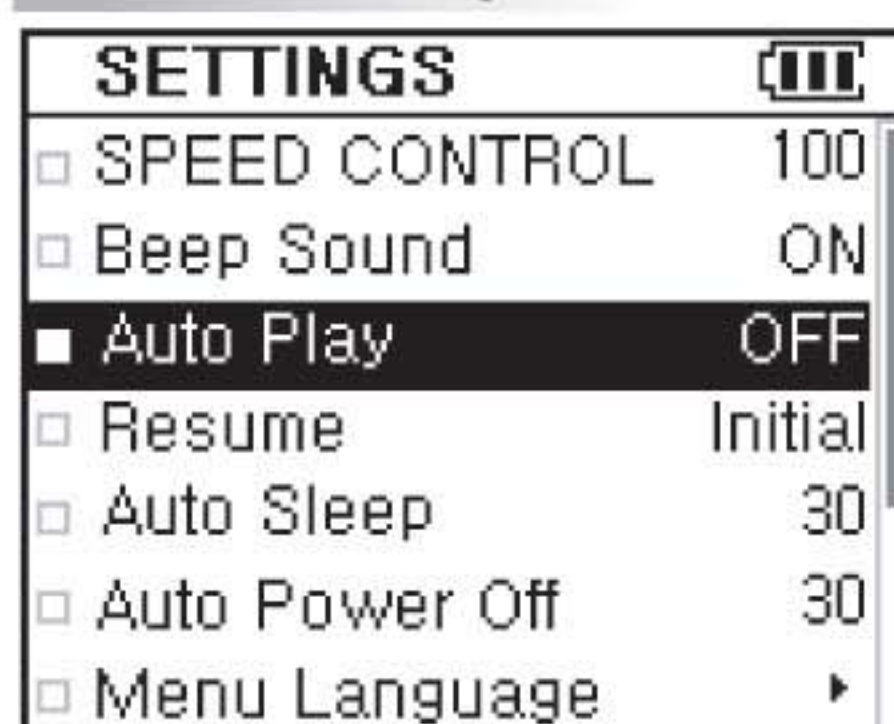 SETTINGS
SPEED CONTROL 100
Beep Sound ON
Auto Play OFF
Resume Initial
Auto Sleep 30
Auto Power Off 30
Menu Language